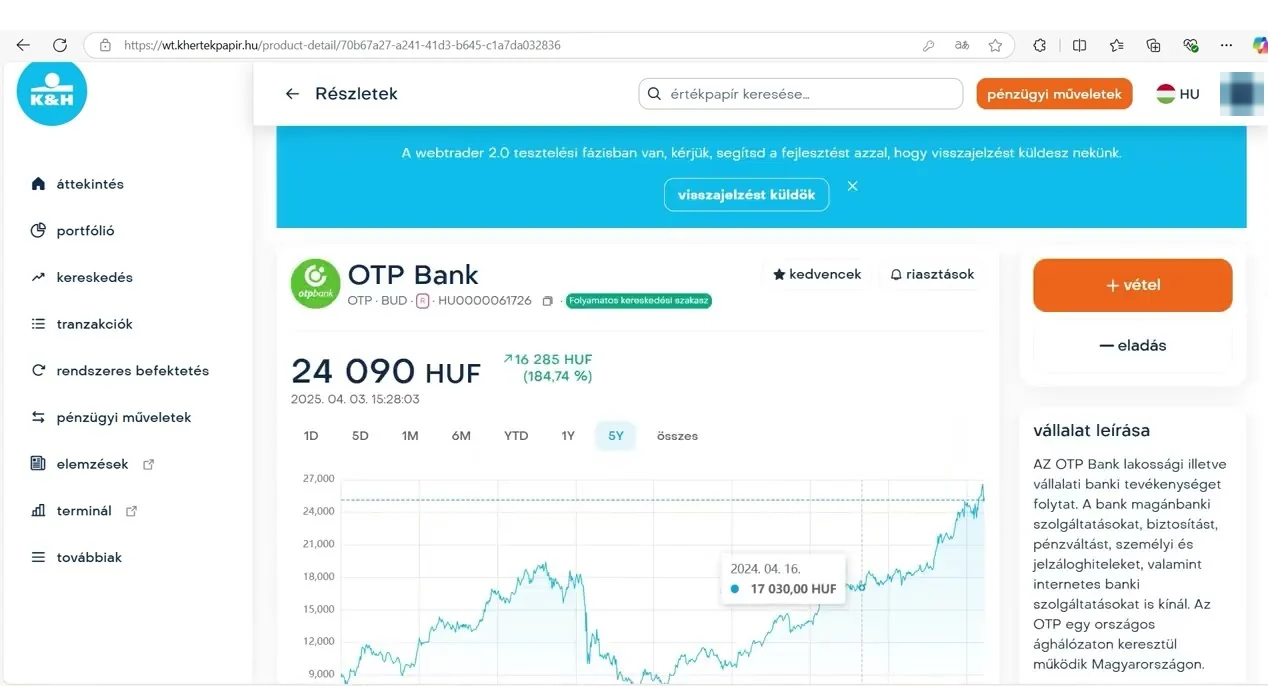 https://wt.khertekpapir.hu/product-detail/70b67a27-a241-41d3-b645-c1a7da032836
K&H
Részletek
értékpapír keresése...
pénzügyi műveletek
HU
A webtrader 2.0 tesztelési fázisban van, kérjük, segítsd a fejlesztést azzal, hogy visszajelzést küldesz nekünk.
visszajelzést küldök
áttekintés
portfólió
kereskedés
tranzakciók
rendszeres befektetés
pénzügyi műveletek
elemzések
terminál
továbbiak
otpbank
OTP Bank
OTP · BUD · R · HU0000061726 · Folyamatos kereskedési szakasz
kedvencek
riasztások
24 090 HUF
16 285 HUF
(184,74 %)
2025. 04. 03. 15:28:03
1D 5D 1M 6M YTD 1Y 5Y összes
27,000
24,000
21,000
18,000
15,000
12,000
9,000
2024. 04. 16.
17 030,00 HUF
+ vétel
— eladás
vállalat leírása
AZ OTP Bank lakossági illetve
vállalati banki tevékenységet
folytat. A bank magánbanki
szolgáltatásokat, biztosítást,
pénzváltást, személyi és
jelzáloghiteleket, valamint
internetes banki
szolgáltatásokat is kínál. Az
OTP egy országos
ághálózaton keresztül
működik Magyarországon.